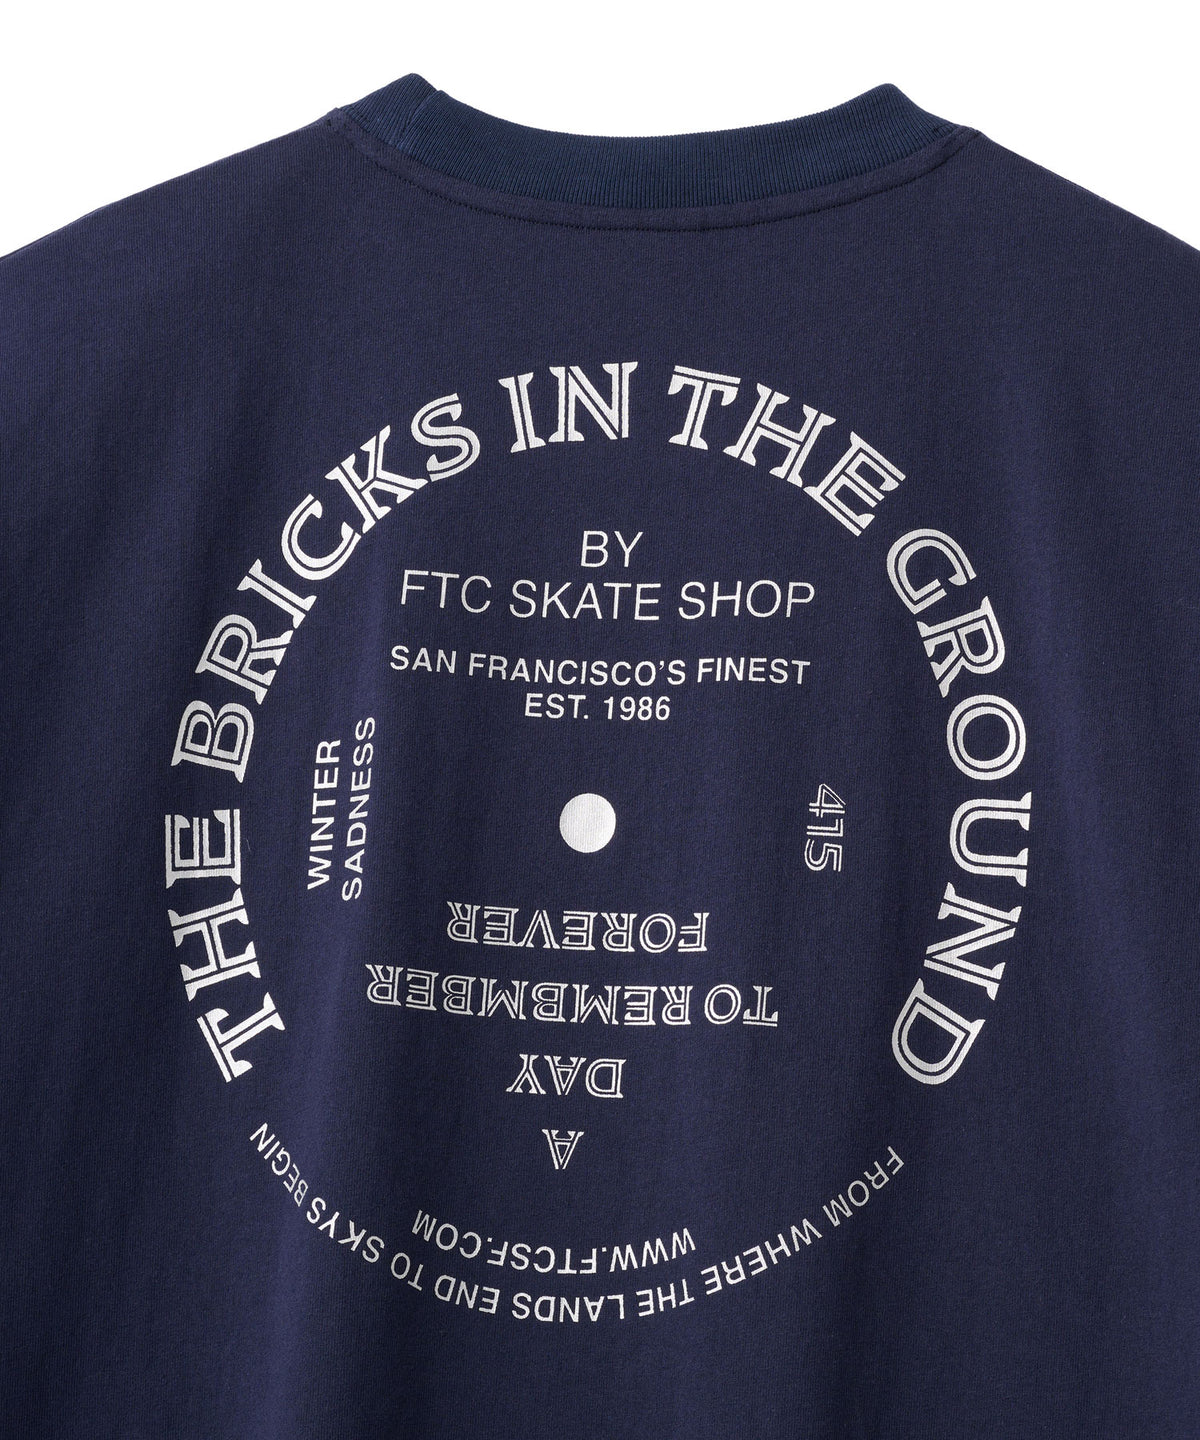 THE BRICKS IN THE GROUND
BY
FTC SKATE SHOP
SAN FRANCISCO'S FINEST
EST. 1986
WINTER
SADNESS
415
A
DAY
TO REMBMBER
FOREVER
WWW.FTCSF.COM
FROM WHERE THE LANDS END TO SKYS BEGIN